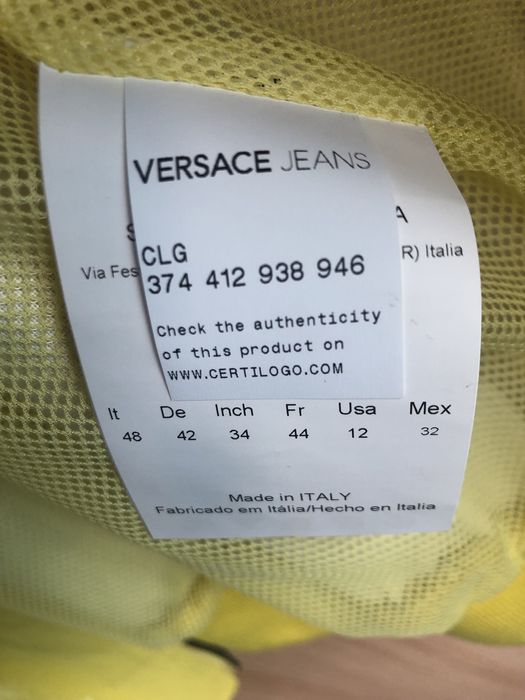 VERSACE JEANS
CLG
374 412 938 946
Check the authenticity
of this product on
WWW.CERTILOGO.COM
A
Via Fes
R) Italia
It De Inch Fr Usa Mex
48 42 34 44 12 32
Made in ITALY
Fabricado em Itália/Hecho en Italia